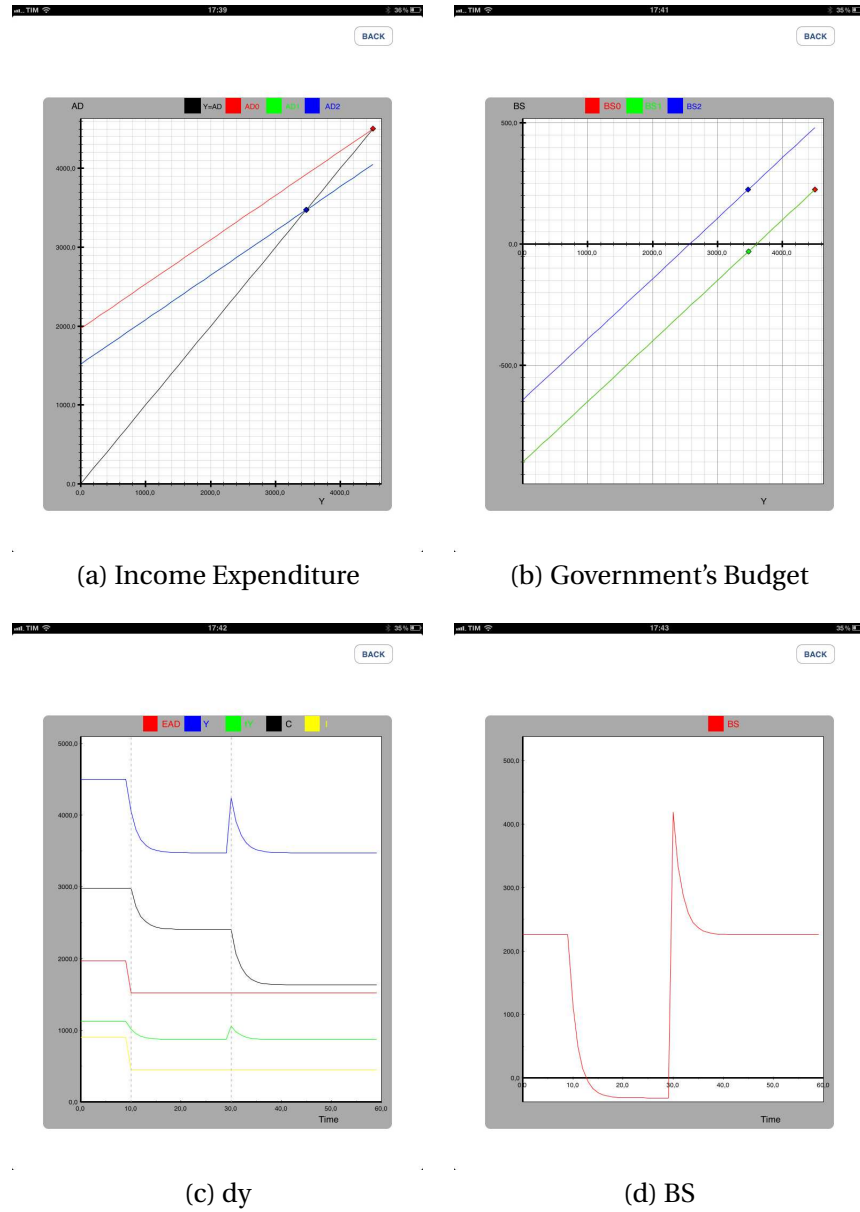 TIM 17:39 36%
BACK
AD Y=AD AD0 AD1 AD2
4000,0
3000,0
2000,0
1000,0
0,0
0,0 1000,0 2000,0 3000,0 4000,0
Y
(a) Income Expenditure
TIM 17:41 35%
BACK
BS BS0 BS1 BS2
500,0
0,0
0,0 1000,0 2000,0 3000,0 4000,0
-500,0
Y
(b) Government's Budget
TIM 17:42 35%
BACK
EAD Y C I
5000,0
4000,0
3000,0
2000,0
1000,0
0,0
0,0 10,0 20,0 30,0 40,0 50,0 60,0
Time
(c) dy
TIM 17:43 35%
BACK
BS
500,0
400,0
300,0
200,0
100,0
0,0
0,0 10,0 20,0 30,0 40,0 50,0 60,0
Time
(d) BS